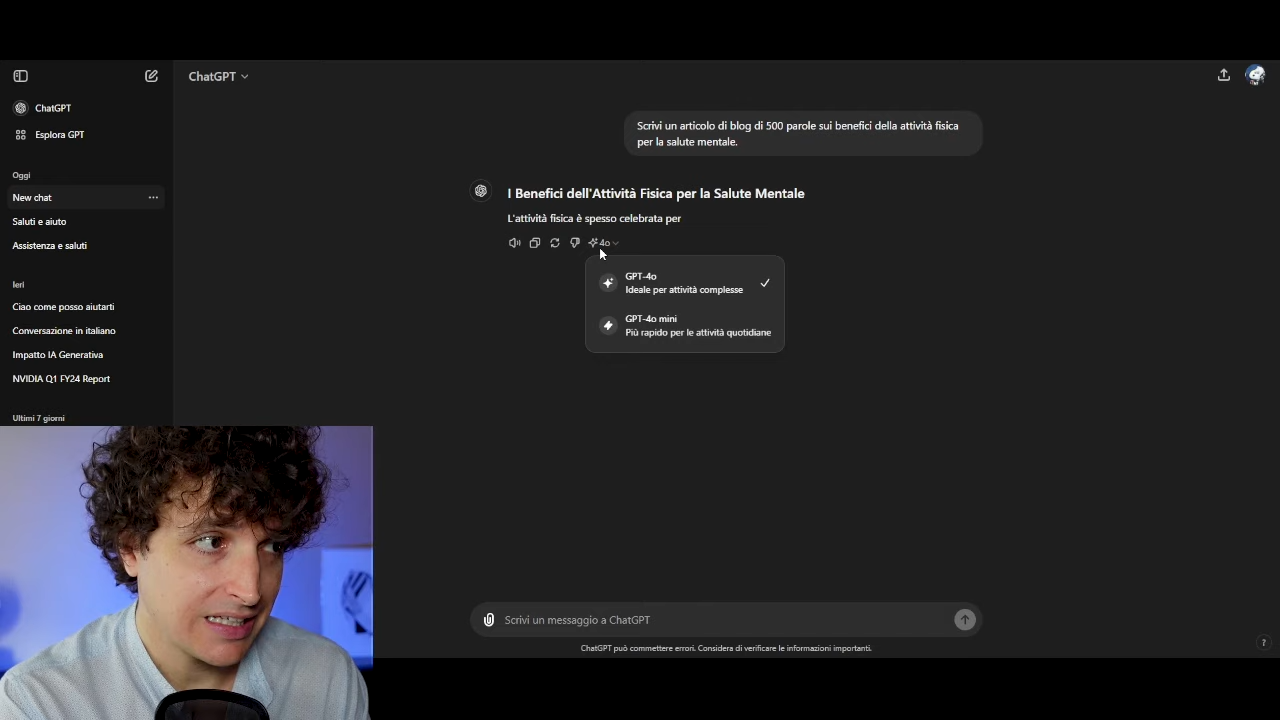 ChatGPT
ChatGPT
Esplora GPT
Oggi
New chat
Saluti e aiuto
Assistenza e saluti
Ieri
Ciao come posso aiutarti
Conversazione in italiano
Impatto IA Generativa
NVIDIA Q1 FY24 Report
Ultimi 7 giorni
Scrivi un articolo di blog di 500 parole sui benefici della attività fisica
per la salute mentale.
I Benefici dell'Attività Fisica per la Salute Mentale
L'attività fisica è spesso celebrata per
4o
GPT-4o
Ideale per attività complesse
GPT-4o mini
Più rapido per le attività quotidiane
Scrivi un messaggio a ChatGPT
ChatGPT può commettere errori. Considera di verificare le informazioni importanti.
?